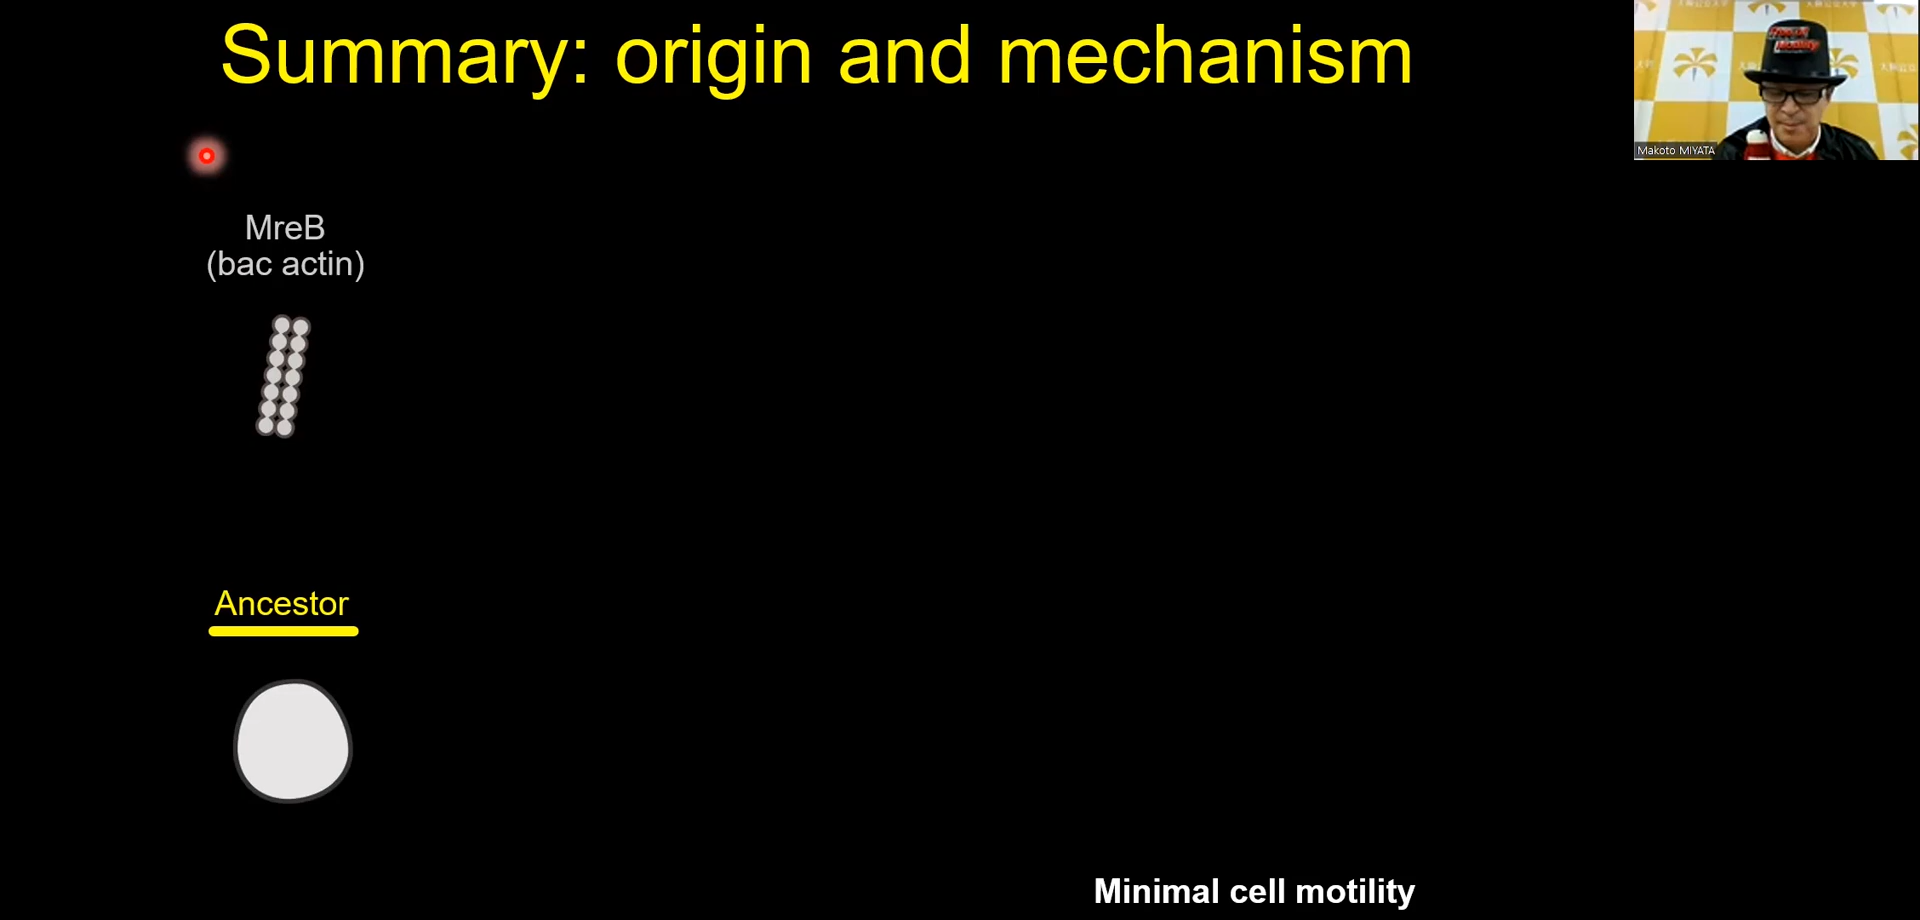 Summary: origin and mechanism
Makoto MIYATA
MreB
(bac actin)
Ancestor
Minimal cell motility